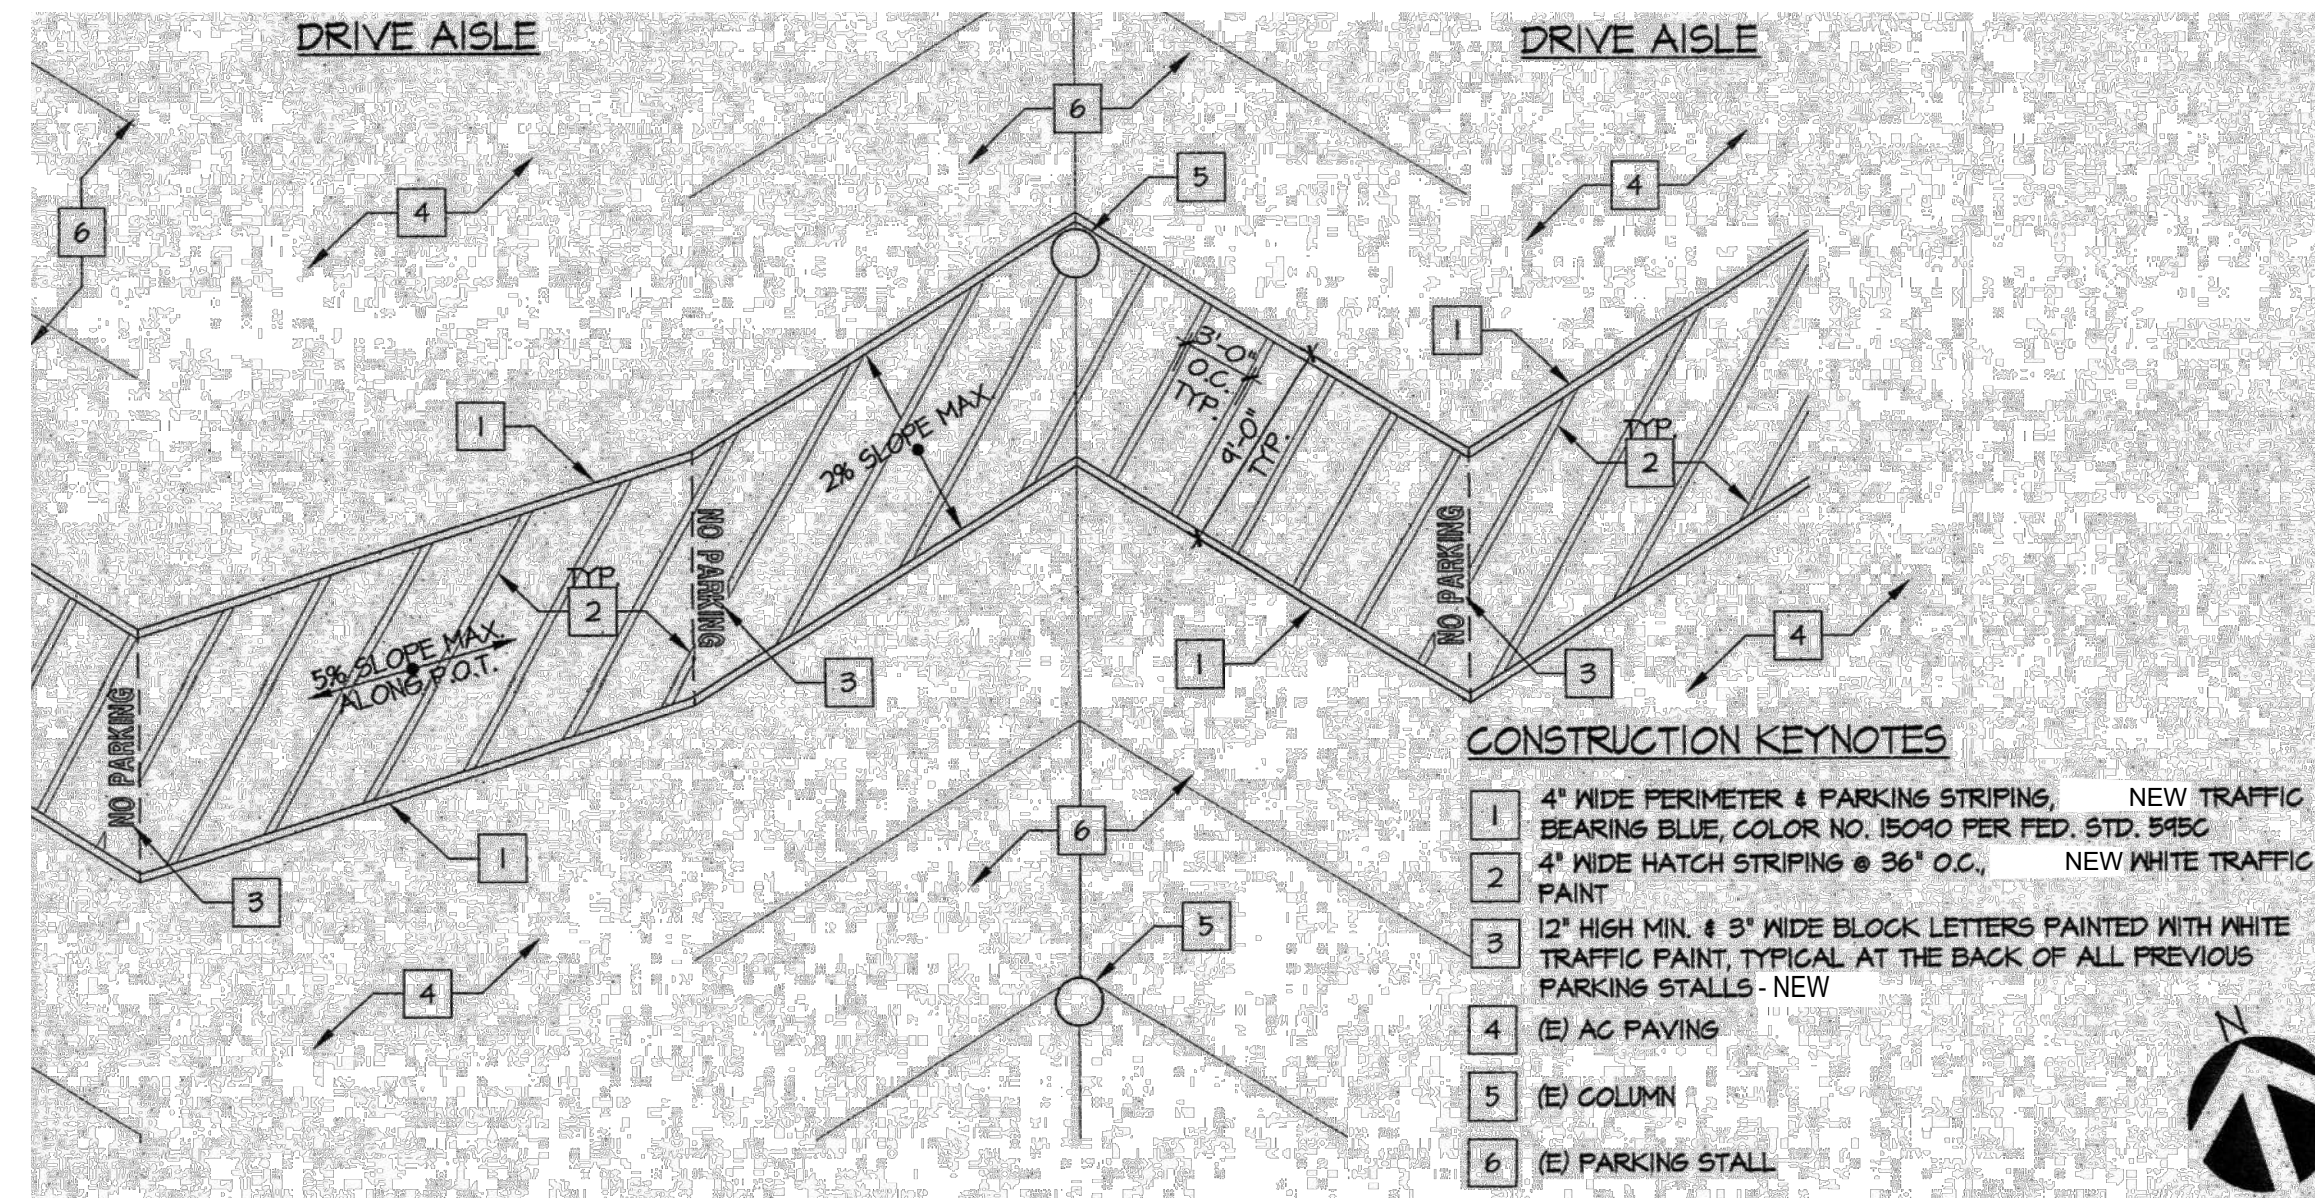 DRIVE AISLE
DRIVE AISLE
6
5
4
4
6
1
3'-0"
O.C.
TYP.
9'-0"
TYP.
1
2% SLOPE MAX.
TYP.
2
NO PARKING
NO PARKING
TYP.
2
5% SLOPE MAX.
ALONG P.O.T.
NO PARKING
4
1
3
3
1
3
6
5
4
CONSTRUCTION KEYNOTES
1 4" WIDE PERIMETER & PARKING STRIPING, NEW TRAFFIC
BEARING BLUE, COLOR NO. 15090 PER FED. STD. 595C
2 4" WIDE HATCH STRIPING @ 36" O.C., NEW WHITE TRAFFIC
PAINT
3 12" HIGH MIN. & 3" WIDE BLOCK LETTERS PAINTED WITH WHITE
TRAFFIC PAINT, TYPICAL AT THE BACK OF ALL PREVIOUS
PARKING STALLS - NEW
4 (E) AC PAVING
5 (E) COLUMN
6 (E) PARKING STALL
N